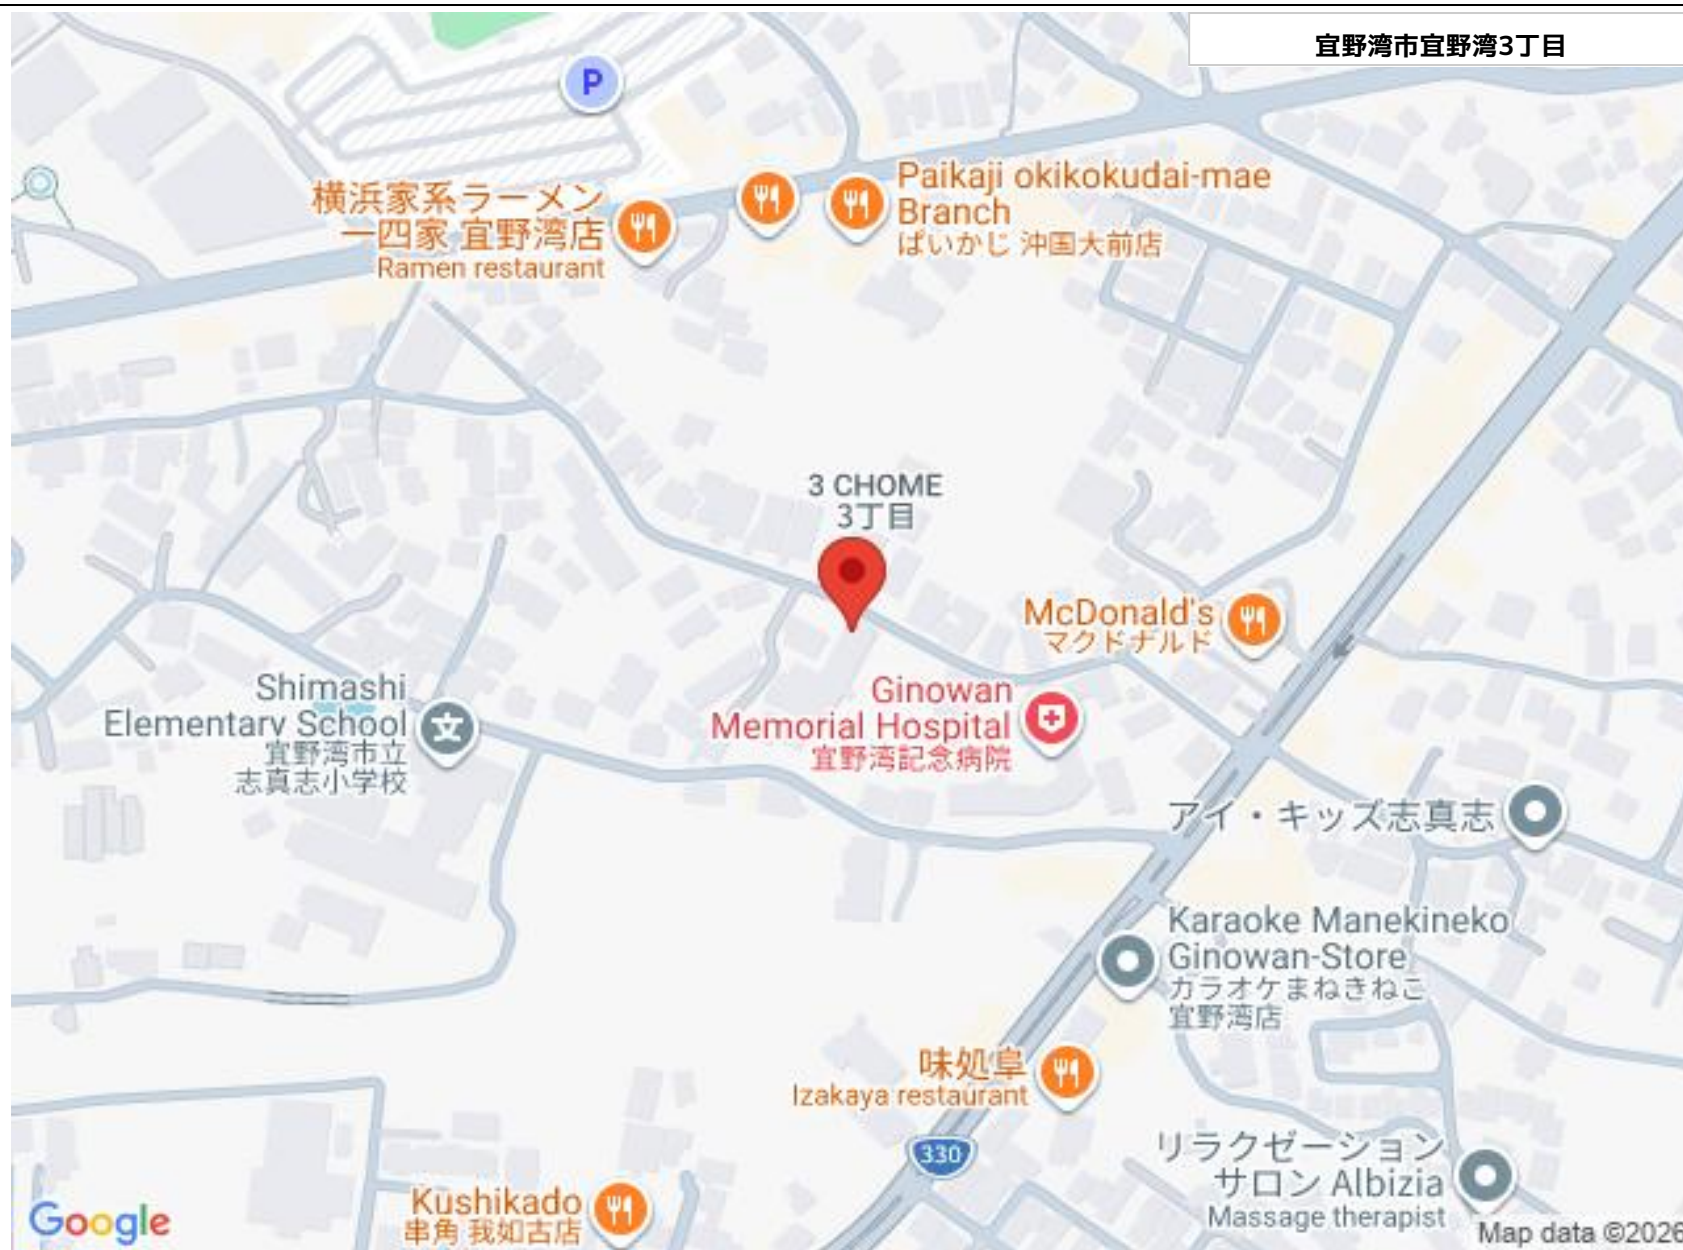 宜野湾市宜野湾3丁目
P
横浜家系ラーメン
一四家 宜野湾店
Ramen restaurant
Paikaji okikokudai-mae
Branch
ぱいかじ 沖国大前店
3 CHOME
3丁目
McDonald's
マクドナルド
Shimashi
Elementary School
宜野湾市立
志真志小学校
文
Ginowan
Memorial Hospital
宜野湾記念病院
アイ・キッズ志真志
Karaoke Manekineko
Ginowan-Store
カラオケまねきねこ
宜野湾店
味処阜
Izakaya restaurant
330
リラクゼーション
サロン Albizia
Massage therapist
Kushikado
串角 我如古店
Google
Map data ©2026